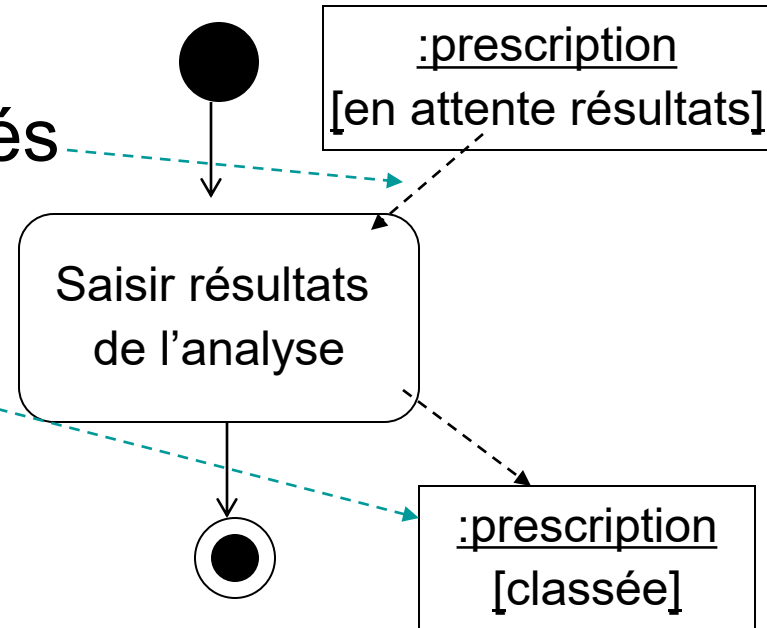 :prescription
[en attente résultats]
és
Saisir résultats
de l’analyse
:prescription
[classée]